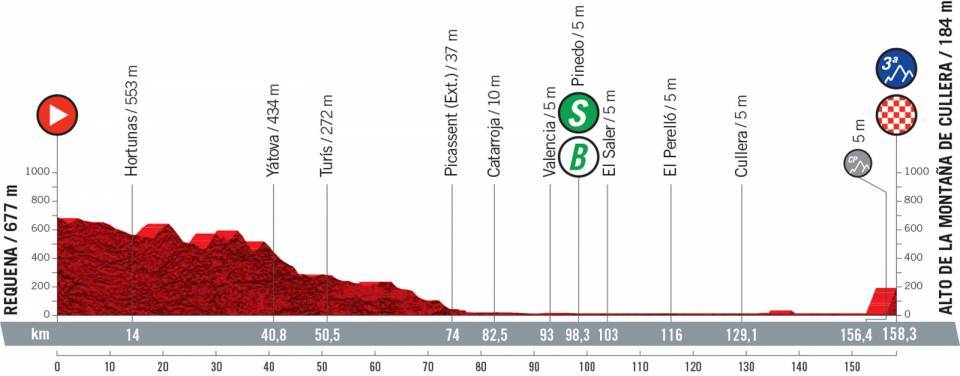 REQUENA / 677 m
Hortunas / 553 m
Yátova / 434 m
Turís / 272 m
Picassent (Ext.) / 37 m
Catarroja / 10 m
Valencia / 5 m
Pinedo / 5 m
S
B
El Saler / 5 m
El Perelló / 5 m
Cullera / 5 m
5 m
CP
3ª
ALTO DE LA MONTAÑA DE CULLERA / 184 m
1000
800
600
400
200
0
1000
800
600
400
200
0
km 14 40,8 50,5 74 82,5 93 98,3 103 116 129,1 156,4 158,3
0 10 20 30 40 50 60 70 80 90 100 110 120 130 140 150